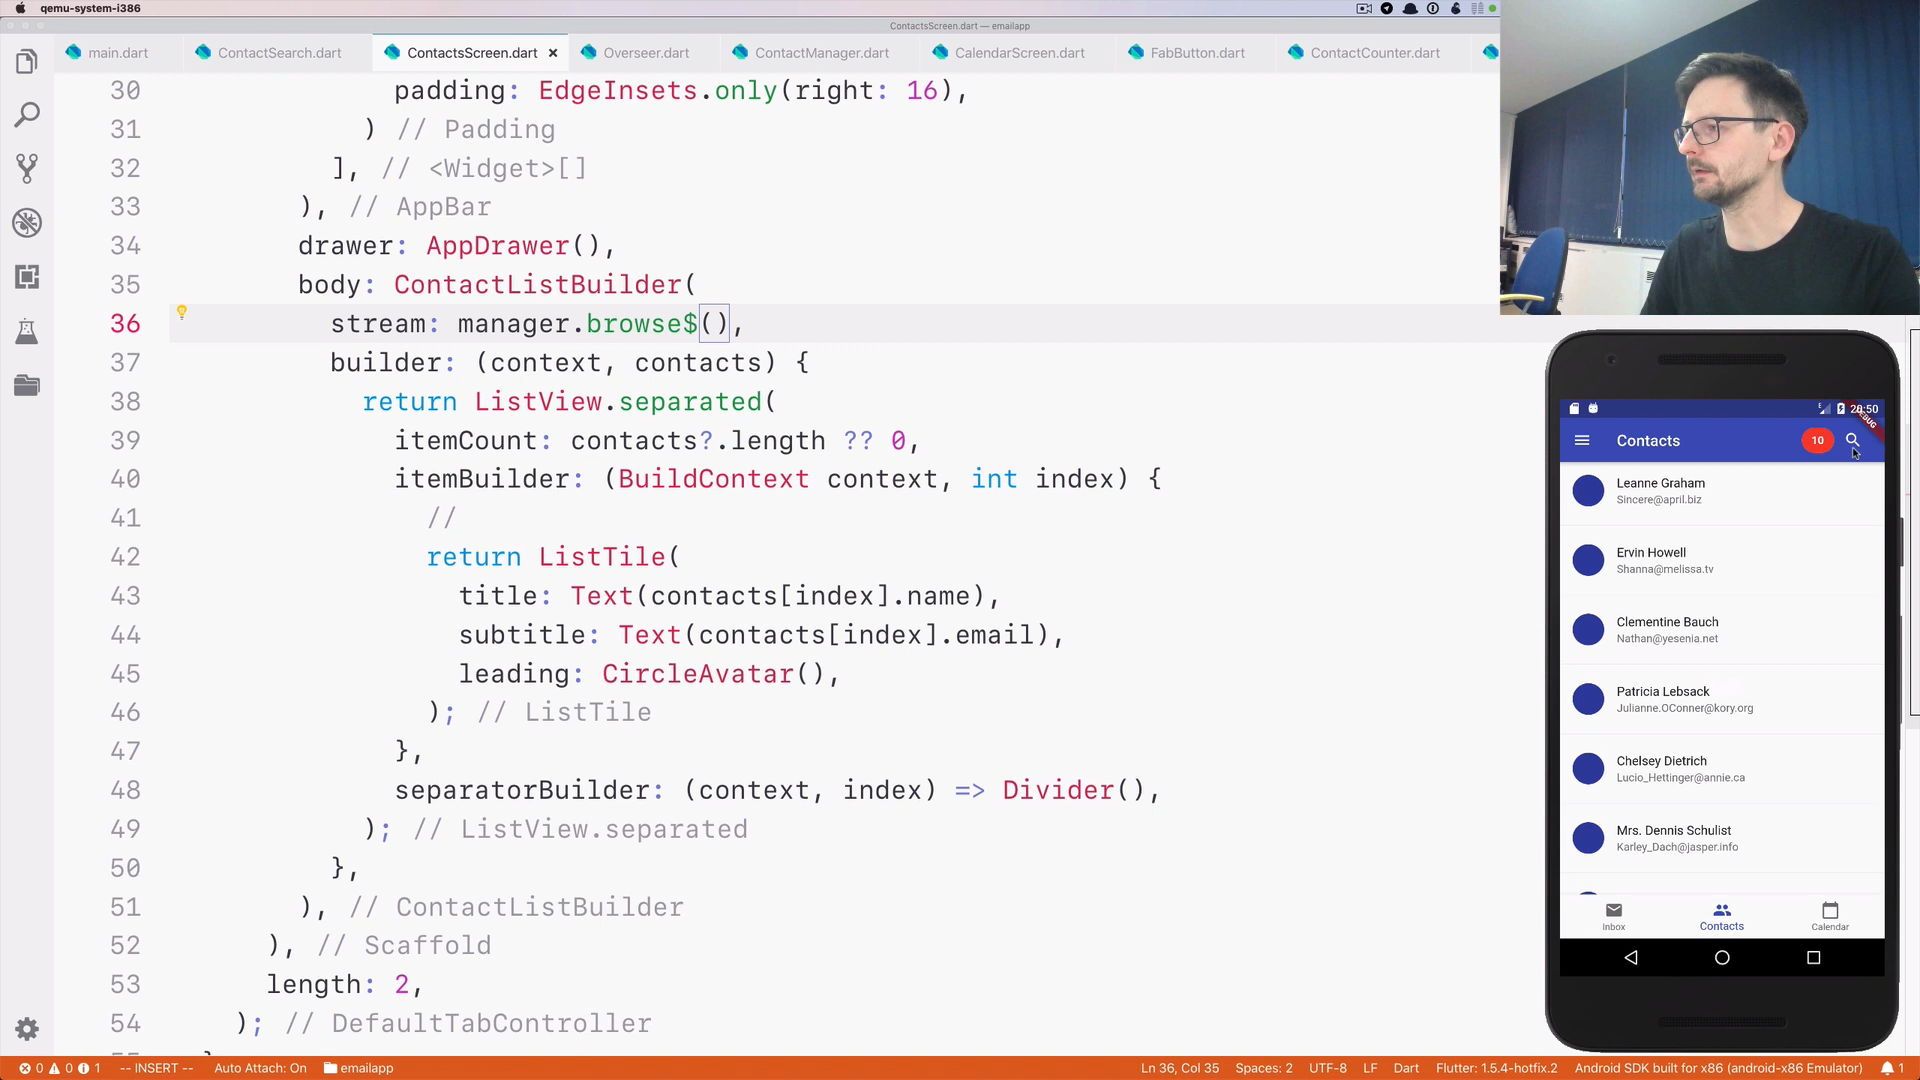 qemu-system-i386
ContactsScreen.dart — emailapp
main.dart
ContactSearch.dart
ContactsScreen.dart
Overseer.dart
ContactManager.dart
CalendarScreen.dart
FabButton.dart
ContactCounter.dart
30 padding: EdgeInsets.only(right: 16),
31 ) // Padding
32 ], // <Widget>[]
33 ), // AppBar
34 drawer: AppDrawer(),
35 body: ContactListBuilder(
36 stream: manager.browse$(),
37 builder: (context, contacts) {
38 return ListView.separated(
39 itemCount: contacts?.length ?? 0,
40 itemBuilder: (BuildContext context, int index) {
41 //
42 return ListTile(
43 title: Text(contacts[index].name),
44 subtitle: Text(contacts[index].email),
45 leading: CircleAvatar(),
46 ); // ListTile
47 },
48 separatorBuilder: (context, index) => Divider(),
49 ); // ListView.separated
50 },
51 ), // ContactListBuilder
52 ), // Scaffold
53 length: 2,
54 ); // DefaultTabController
20:50
DEBUG
Contacts
10
Leanne Graham
Sincere@april.biz
Ervin Howell
Shanna@melissa.tv
Clementine Bauch
Nathan@yesenia.net
Patricia Lebsack
Julianne.OConner@kory.org
Chelsey Dietrich
Lucio_Hettinger@annie.ca
Mrs. Dennis Schulist
Karley_Dach@jasper.info
Inbox
Contacts
Calendar
0 0 1 -- INSERT -- Auto Attach: On emailapp
Ln 36, Col 35 Spaces: 2 UTF-8 LF Dart Flutter: 1.5.4-hotfix.2 Android SDK built for x86 (android-x86 Emulator) 1